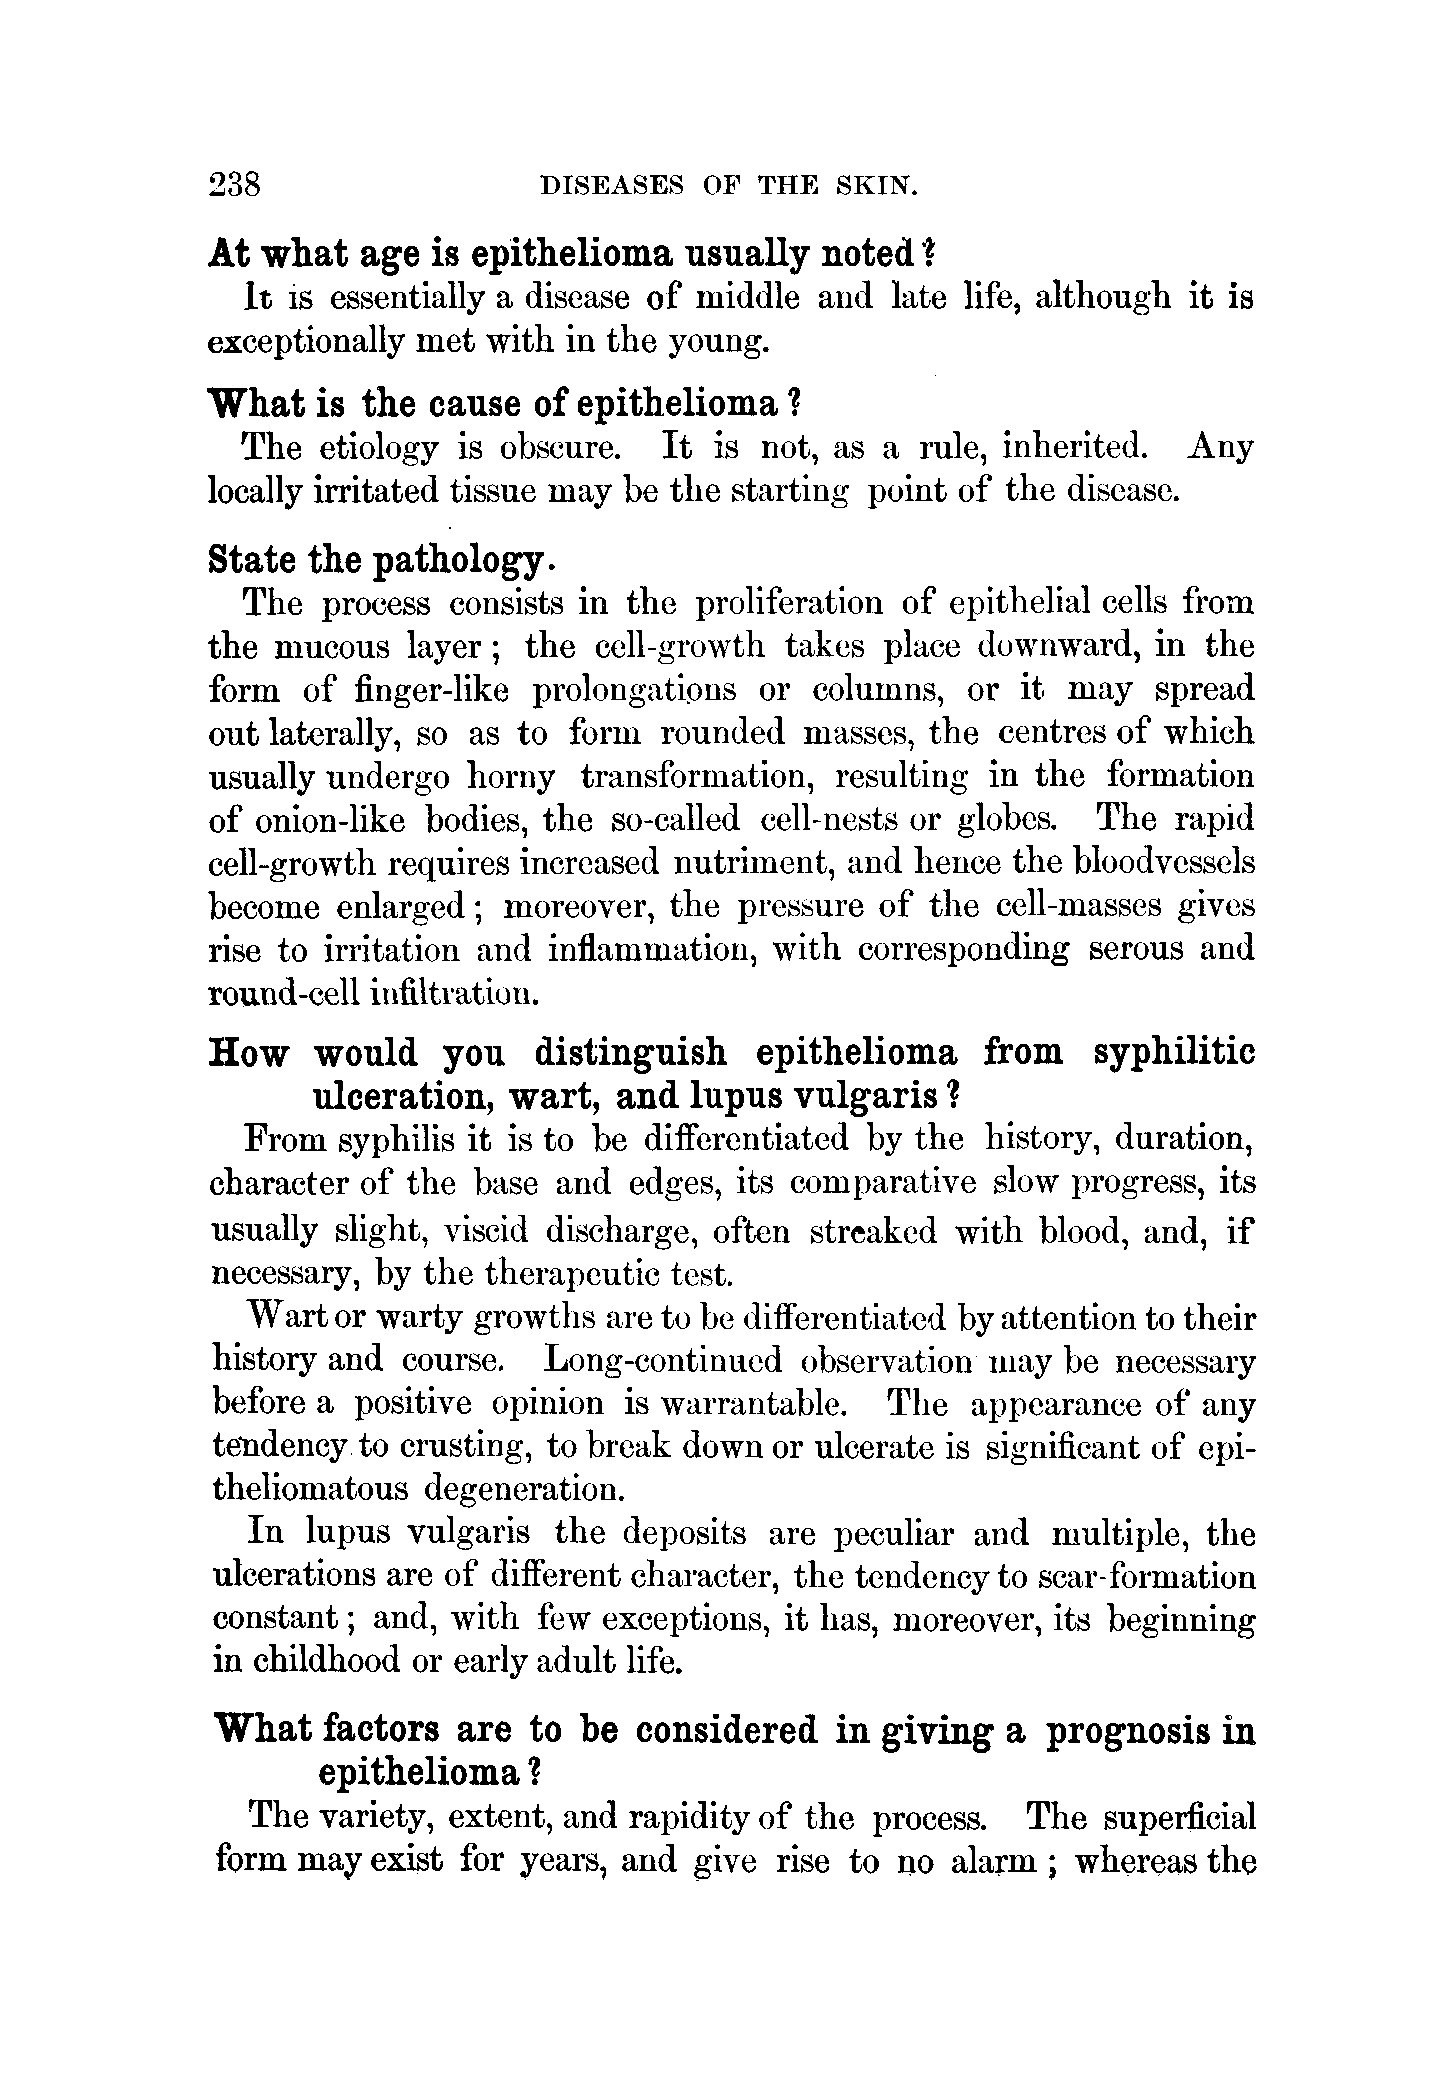 238 DISEASES OF THE SKIN.
At what age is epithelioma usually noted ?
It is essentially a disease of middle and late life, although it is
exceptionally met with in the young.
What is the cause of epithelioma ?
The etiology is obscure. It is not, as a rule, inherited. Any
locally irritated tissue may be the starting point of the disease.
State the pathology.
The process consists in the proliferation of epithelial cells from
the mucous layer ; the cell-growth takes place downward, in the
form of finger-like prolongations or columns, or it may spread
out laterally, so as to form rounded masses, the centres of which
usually undergo horny transformation, resulting in the formation
of onion-like bodies, the so-called cell-nests or globes. The rapid
cell-growth requires increased nutriment, and hence the bloodvessels
become enlarged ; moreover, the pressure of the cell-masses gives
rise to irritation and inflammation, with corresponding serous and
round-cell infiltration.
How would you distinguish epithelioma from syphilitic
ulceration, wart, and lupus vulgaris ?
From syphilis it is to be differentiated by the history, duration,
character of the base and edges, its comparative slow progress, its
usually slight, viscid discharge, often streaked with blood, and, if
necessary, by the therapeutic test.
Wart or warty growths are to be differentiated by attention to their
history and course. Long-continued observation may be necessary
before a positive opinion is warrantable. The appearance of any
tendency to crusting, to break down or ulcerate is significant of epi-
theliomatous degeneration.
In lupus vulgaris the deposits are peculiar and multiple, the
ulcerations are of different character, the tendency to scar-formation
constant ; and, with few exceptions, it has, moreover, its beginning
in childhood or early adult life.
What factors are to be considered in giving a prognosis in
epithelioma ?
The variety, extent, and rapidity of the process. The superficial
form may exist for years, and give rise to no alarm ; whereas the